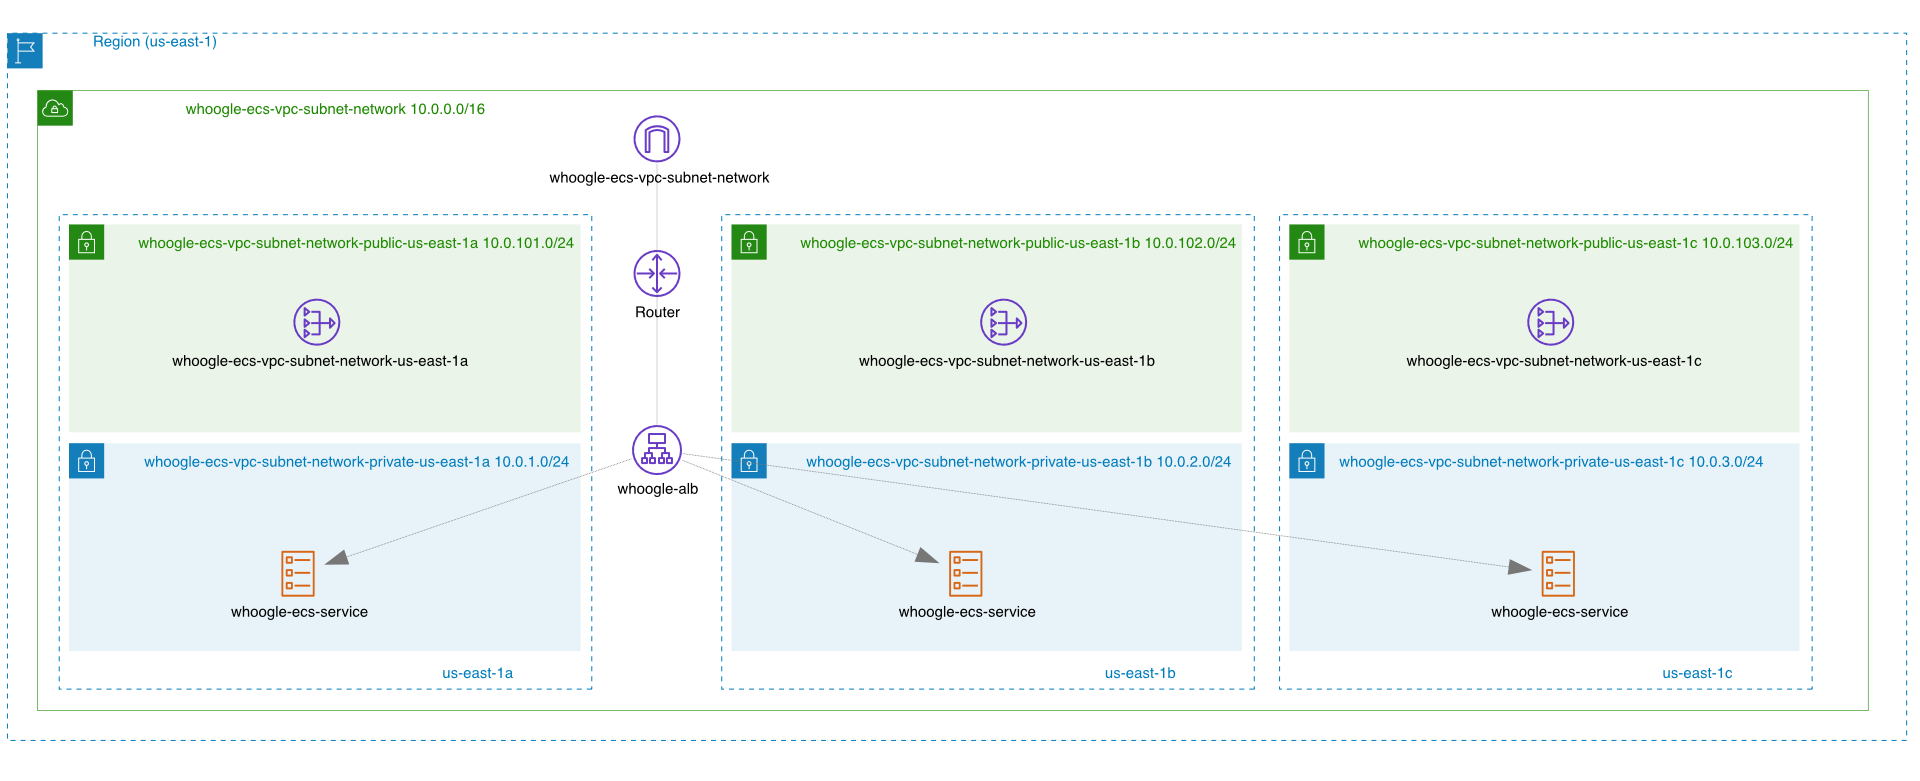 Region (us-east-1)
whoogle-ecs-vpc-subnet-network 10.0.0.0/16
whoogle-ecs-vpc-subnet-network
whoogle-ecs-vpc-subnet-network-public-us-east-1a 10.0.101.0/24
whoogle-ecs-vpc-subnet-network-public-us-east-1b 10.0.102.0/24
whoogle-ecs-vpc-subnet-network-public-us-east-1c 10.0.103.0/24
Router
whoogle-ecs-vpc-subnet-network-us-east-1a
whoogle-ecs-vpc-subnet-network-us-east-1b
whoogle-ecs-vpc-subnet-network-us-east-1c
whoogle-ecs-vpc-subnet-network-private-us-east-1a 10.0.1.0/24
whoogle-ecs-vpc-subnet-network-private-us-east-1b 10.0.2.0/24
whoogle-ecs-vpc-subnet-network-private-us-east-1c 10.0.3.0/24
whoogle-alb
whoogle-ecs-service
whoogle-ecs-service
whoogle-ecs-service
us-east-1a
us-east-1b
us-east-1c